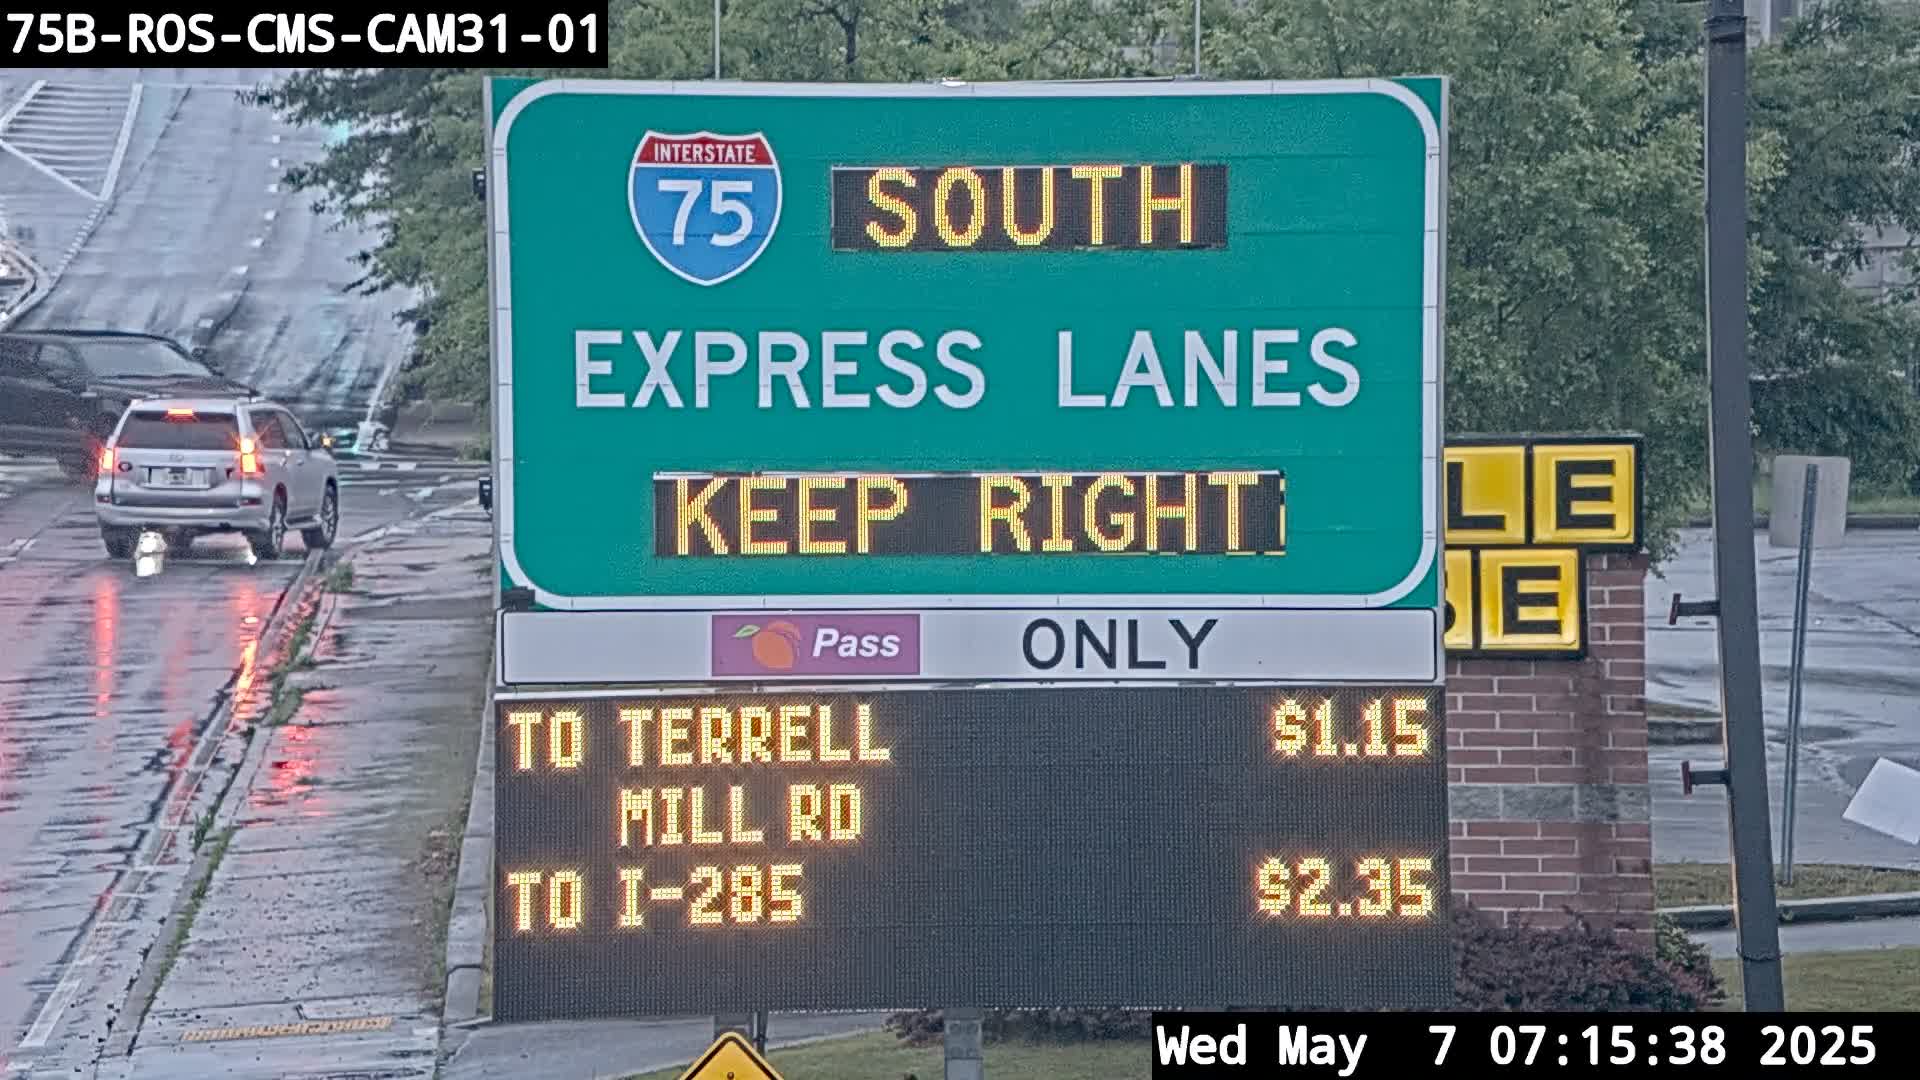 75B-ROS-CMS-CAM31-01
INTERSTATE
75
SOUTH
EXPRESS LANES
KEEP RIGHT
Pass ONLY
TO TERRELL $1.15
MILL RD
TO I-285 $2.35
LE
E
Wed May 7 07:15:38 2025